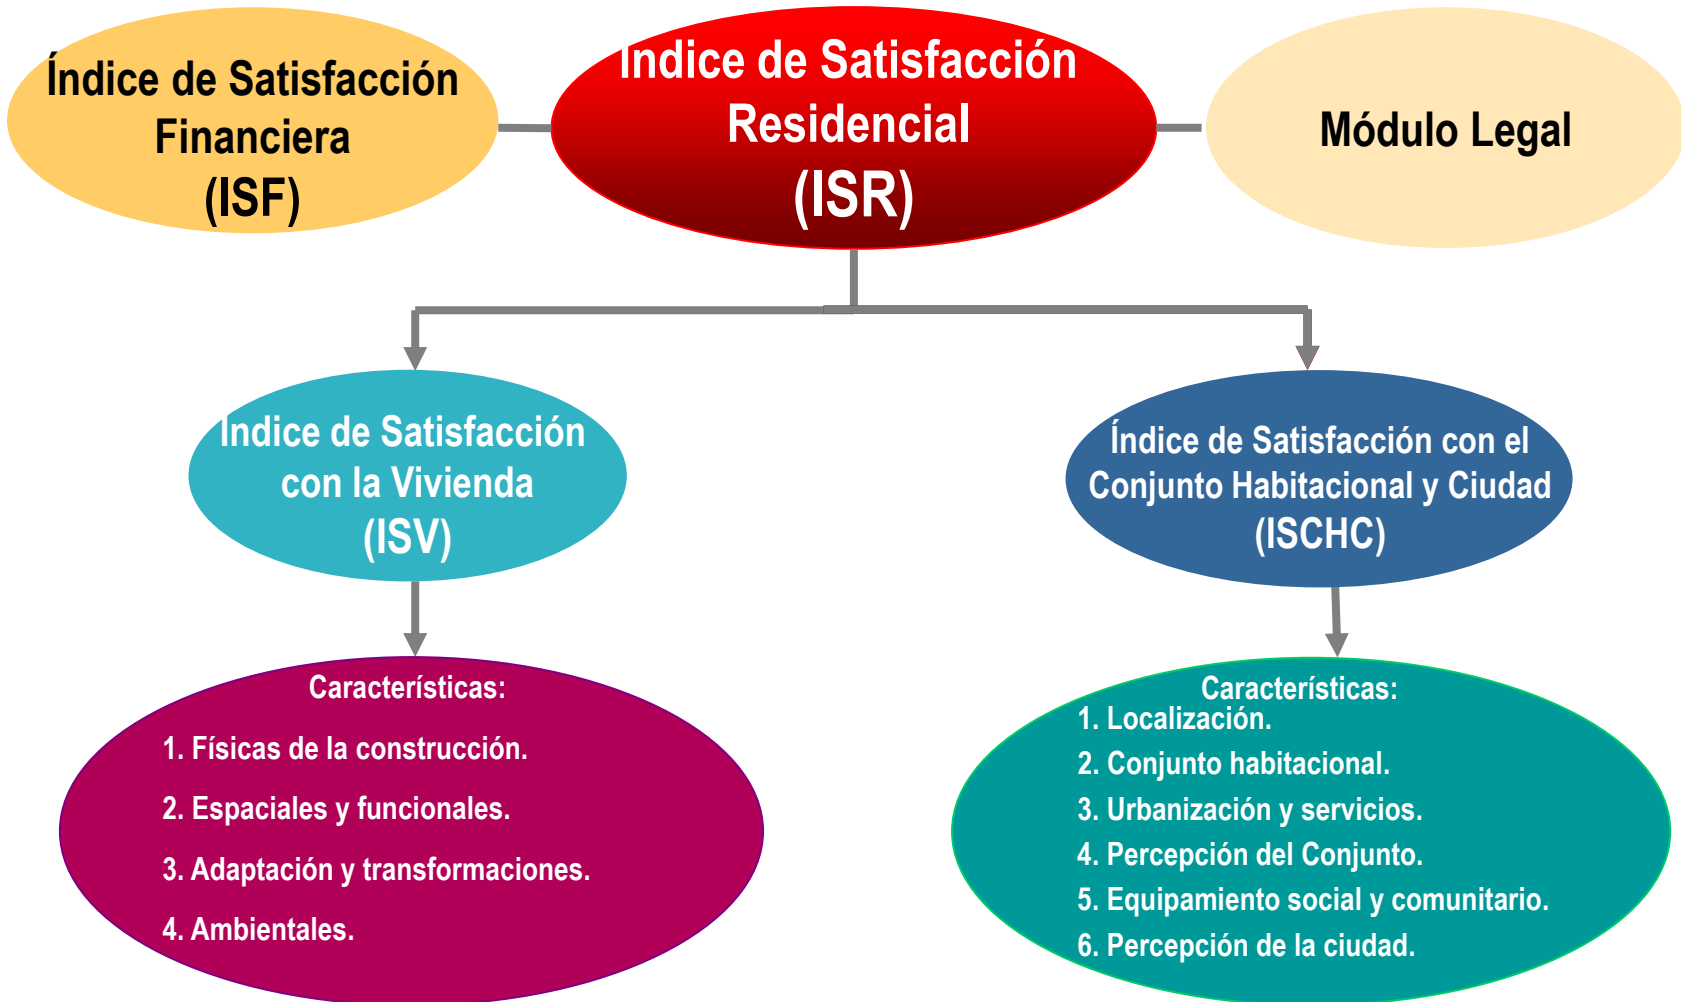 Índice de Satisfacción
Financiera
(ISF)
Índice de Satisfacción
Residencial
(ISR)
Módulo Legal
Índice de Satisfacción
con la Vivienda
(ISV)
Índice de Satisfacción con el
Conjunto Habitacional y Ciudad
(ISCHC)
Características:
1. Físicas de la construcción.
2. Espaciales y funcionales.
3. Adaptación y transformaciones.
4. Ambientales.
Características:
1. Localización.
2. Conjunto habitacional.
3. Urbanización y servicios.
4. Percepción del Conjunto.
5. Equipamiento social y comunitario.
6. Percepción de la ciudad.